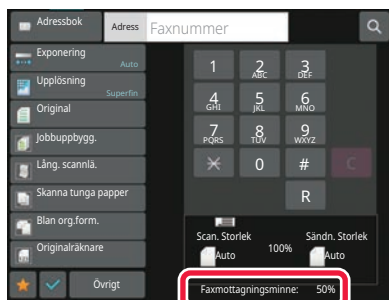 Adressbok
Adress
Faxnummer
Exponering
Auto
Upplösning
Superfin
Original
Jobbuppbygg.
Lång. scannlä.
Skanna tunga papper
Blan org.form.
Originalräknare
Övrigt
1
2
ABC
3
DEF
4
GHI
5
JKL
6
MNO
7
PQRS
8
TUV
9
WXYZ
0
#
C
R
Scan. Storlek
Auto
100%
Sändn. Storlek
Auto
Faxmottagningsminne: 50%